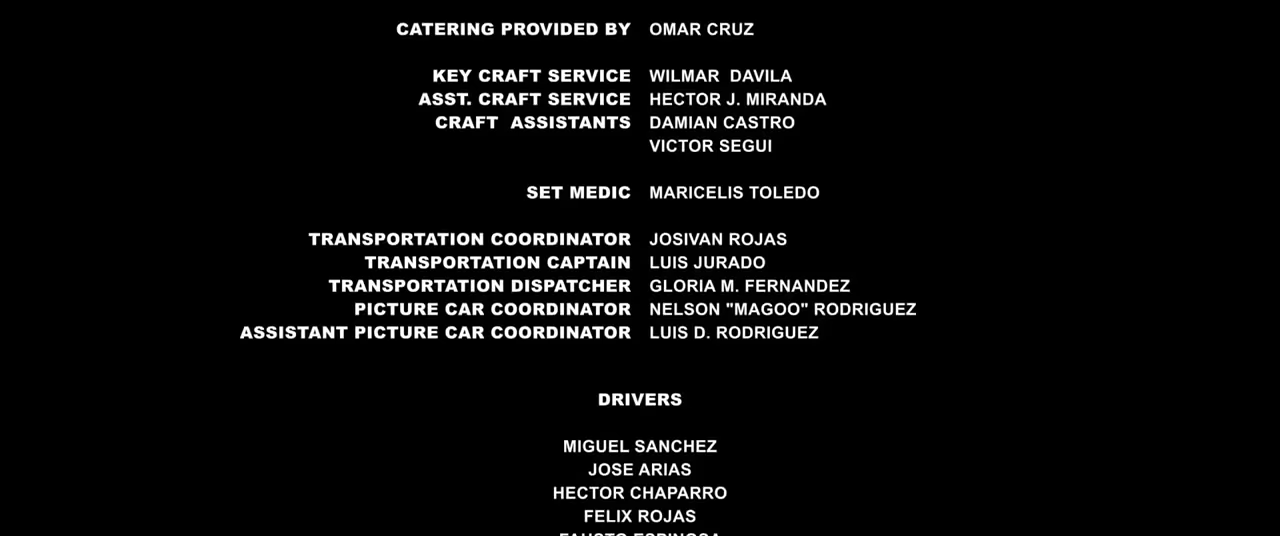 CATERING PROVIDED BY OMAR CRUZ
KEY CRAFT SERVICE WILMAR DAVILA
ASST. CRAFT SERVICE HECTOR J. MIRANDA
CRAFT ASSISTANTS DAMIAN CASTRO
VICTOR SEGUI
SET MEDIC MARICELIS TOLEDO
TRANSPORTATION COORDINATOR JOSIVAN ROJAS
TRANSPORTATION CAPTAIN LUIS JURADO
TRANSPORTATION DISPATCHER GLORIA M. FERNANDEZ
PICTURE CAR COORDINATOR NELSON "MAGOO" RODRIGUEZ
ASSISTANT PICTURE CAR COORDINATOR LUIS D. RODRIGUEZ
DRIVERS
MIGUEL SANCHEZ
JOSE ARIAS
HECTOR CHAPARRO
FELIX ROJAS
FAUSTO ESPINOSA